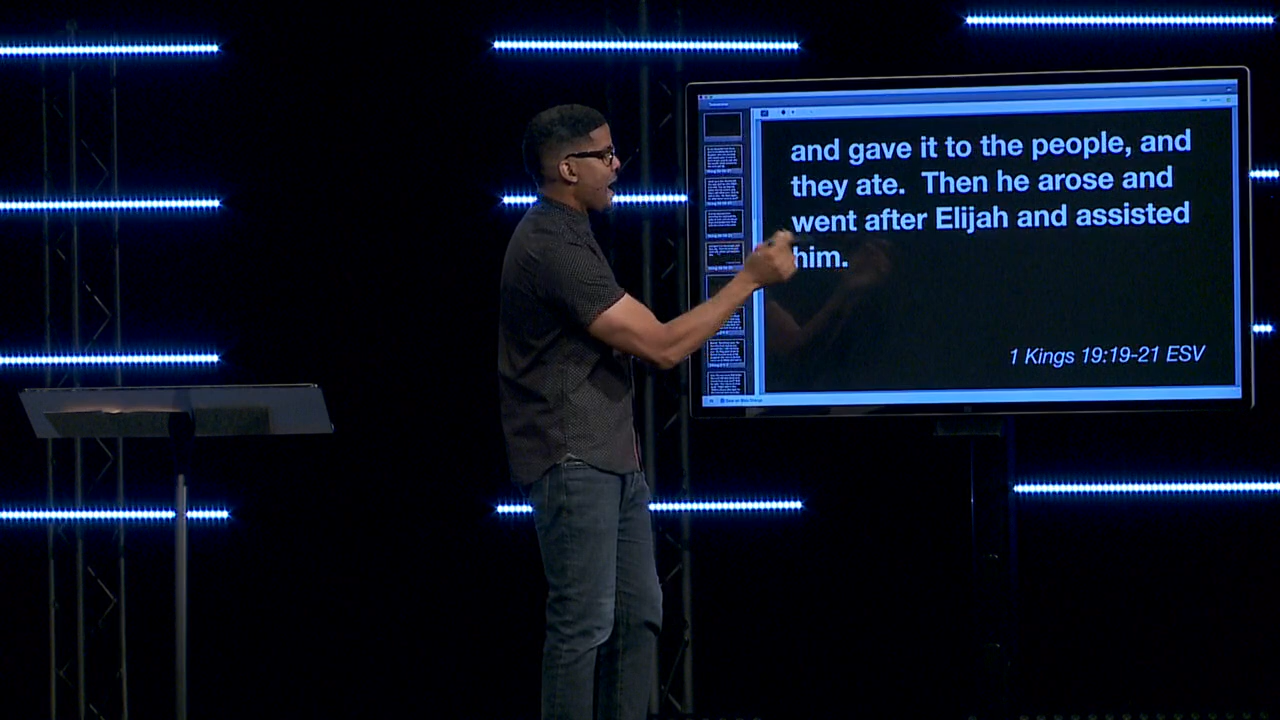 and gave it to the people, and
they ate. Then he arose and
went after Elijah and assisted
him.
1 Kings 19:19-21 ESV